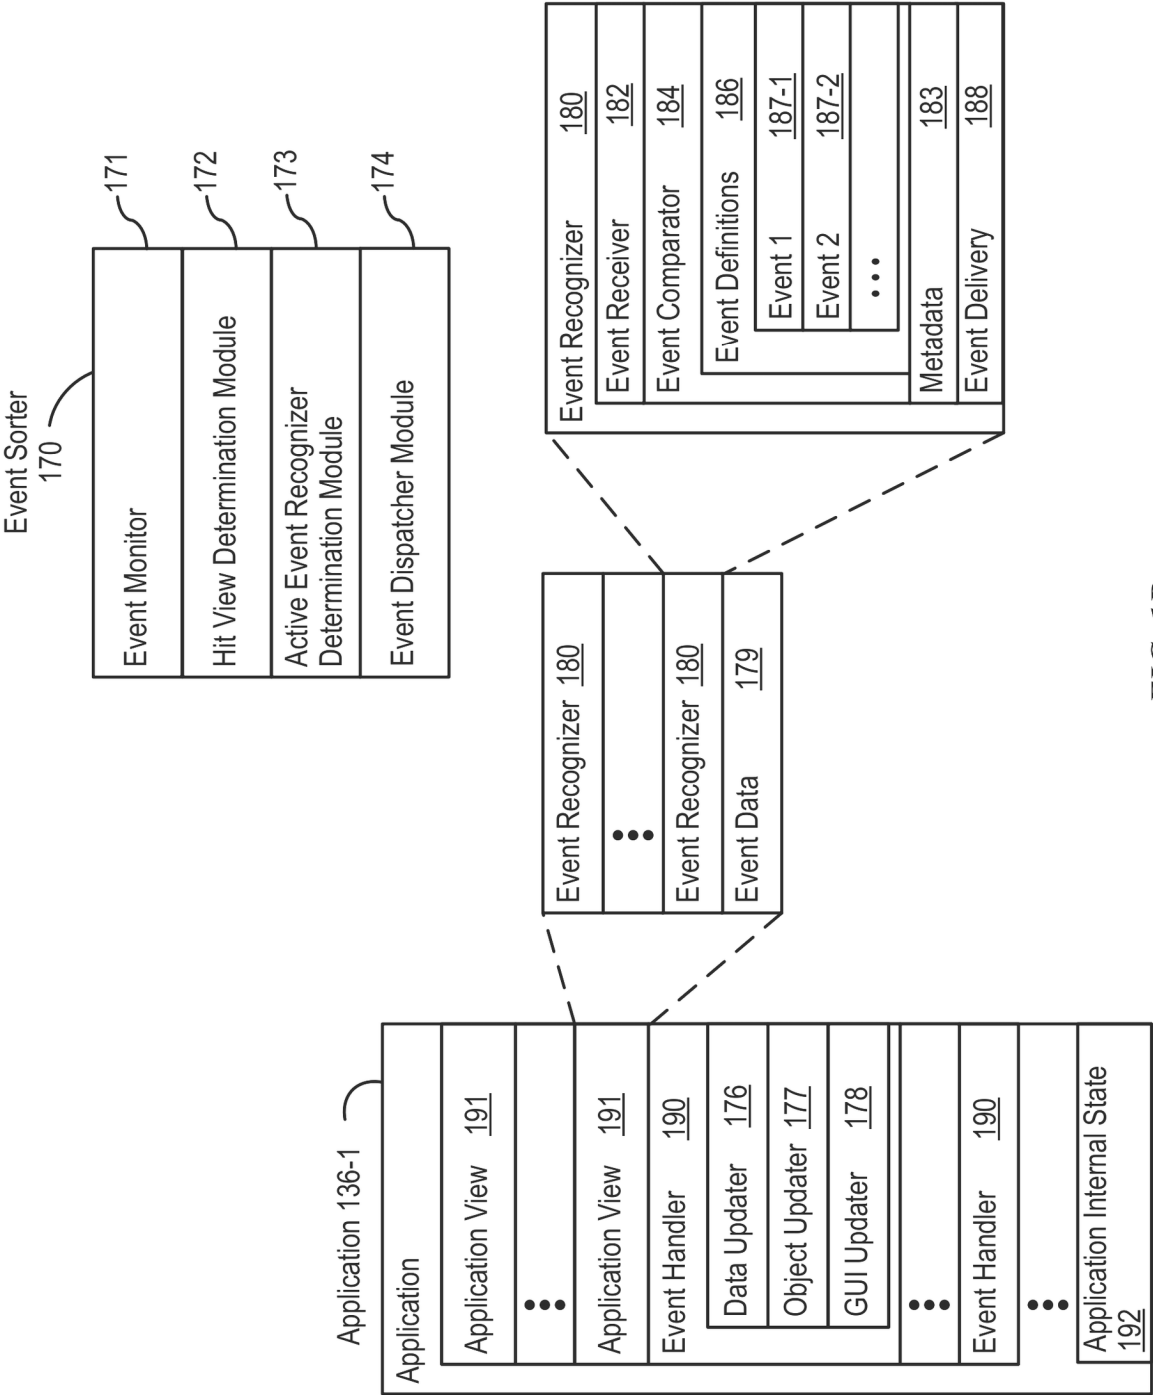 Event Sorter
170
Event Monitor
171
Hit View Determination Module
172
Active Event Recognizer
Determination Module
173
Event Dispatcher Module
174
Application 136-1
Application
Application View 191
Application View 191
Event Handler 190
Data Updater 176
Object Updater 177
GUI Updater 178
Event Handler 190
Application Internal State
192
Event Recognizer 180
Event Recognizer 180
Event Data 179
Event Recognizer 180
Event Receiver 182
Event Comparator 184
Event Definitions 186
Event 1 187-1
Event 2 187-2
Metadata 183
Event Delivery 188